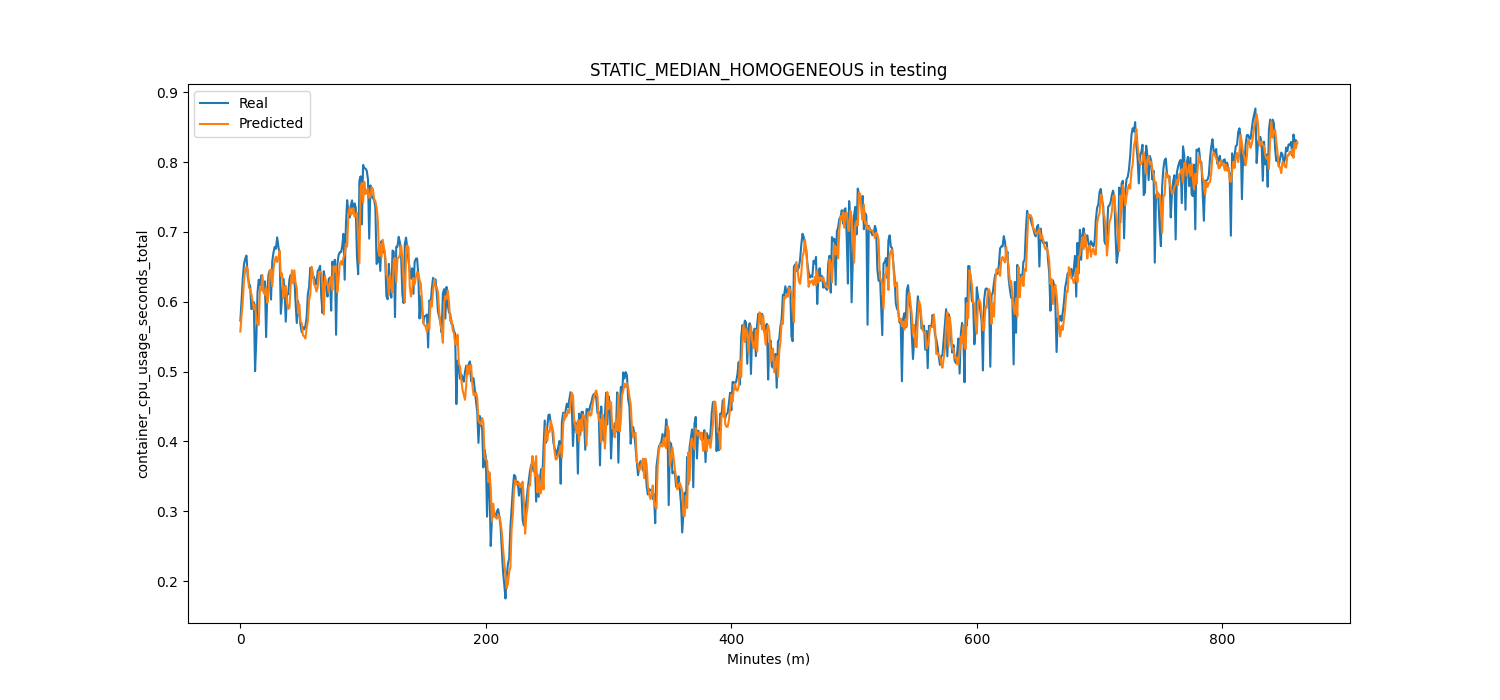 STATIC_MEDIAN_HOMOGENEOUS in testing
Real
Predicted
container_cpu_usage_seconds_total
0.9
0.8
0.7
0.6
0.5
0.4
0.3
0.2
0
200
400
600
800
Minutes (m)